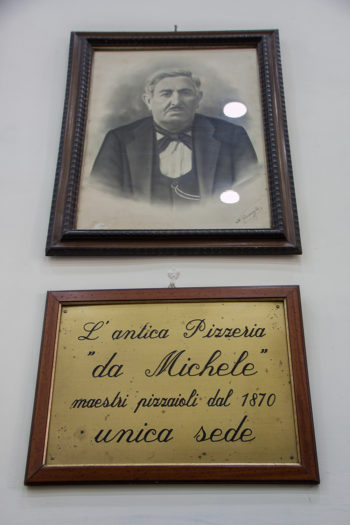 L'antica Pizzeria
"da Michele"
maestri pizzaioli dal 1870
unica sede